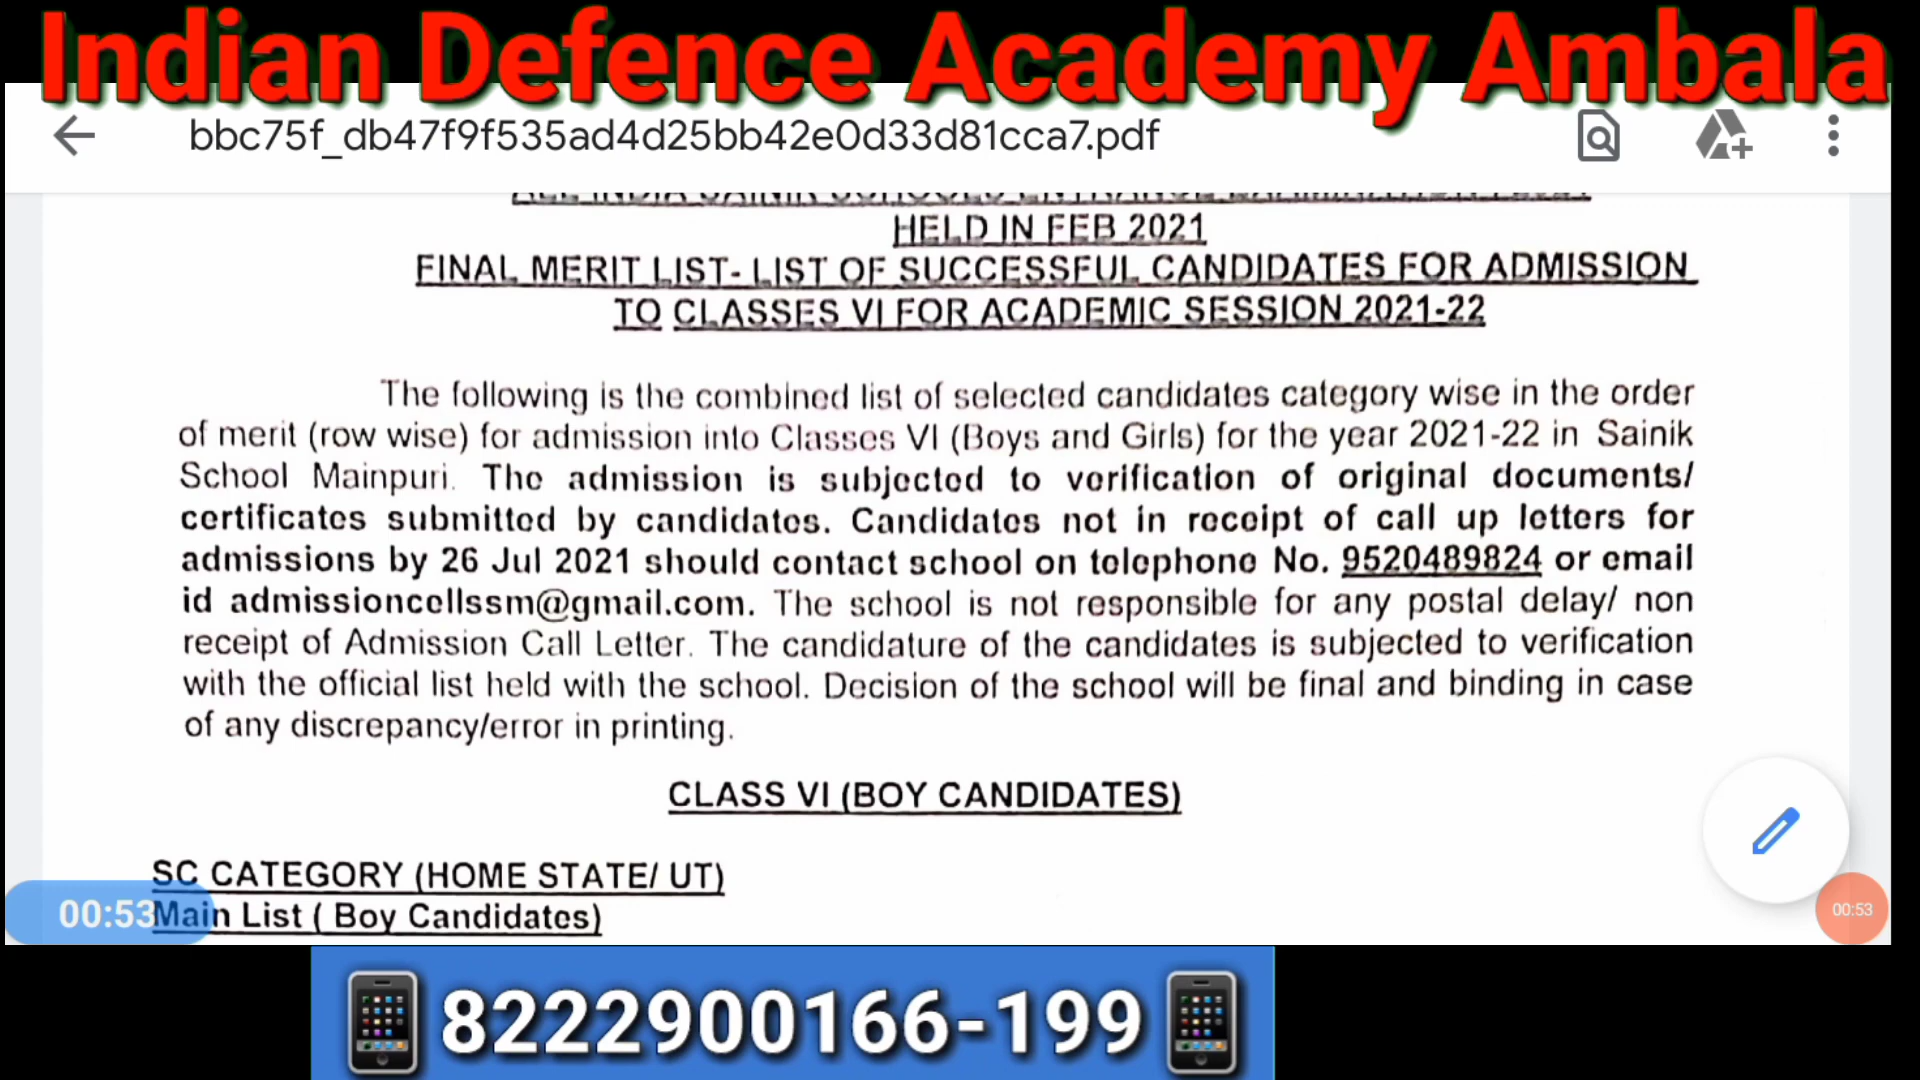 Indian Defence Academy Ambala
bbc75f_db47f9f535ad4d25bb42e0d33d81cca7.pdf
ALL INDIA SAINIK SCHOOLS ENTRANCE EXAMINATION
HELD IN FEB 2021
FINAL MERIT LIST- LIST OF SUCCESSFUL CANDIDATES FOR ADMISSION
TO CLASSES VI FOR ACADEMIC SESSION 2021-22
The following is the combined list of selected candidates category wise in the order
of merit (row wise) for admission into Classes VI (Boys and Girls) for the year 2021-22 in Sainik
School Mainpuri. The admission is subjected to verification of original documents/
certificates submitted by candidates. Candidates not in receipt of call up letters for
admissions by 26 Jul 2021 should contact school on telephone No. 9520489824 or email
id admissioncellssm@gmail.com. The school is not responsible for any postal delay/ non
receipt of Admission Call Letter. The candidature of the candidates is subjected to verification
with the official list held with the school. Decision of the school will be final and binding in case
of any discrepancy/error in printing.
CLASS VI (BOY CANDIDATES)
SC CATEGORY (HOME STATE/ UT)
Main List ( Boy Candidates)
00:53
00:53
8222900166-199